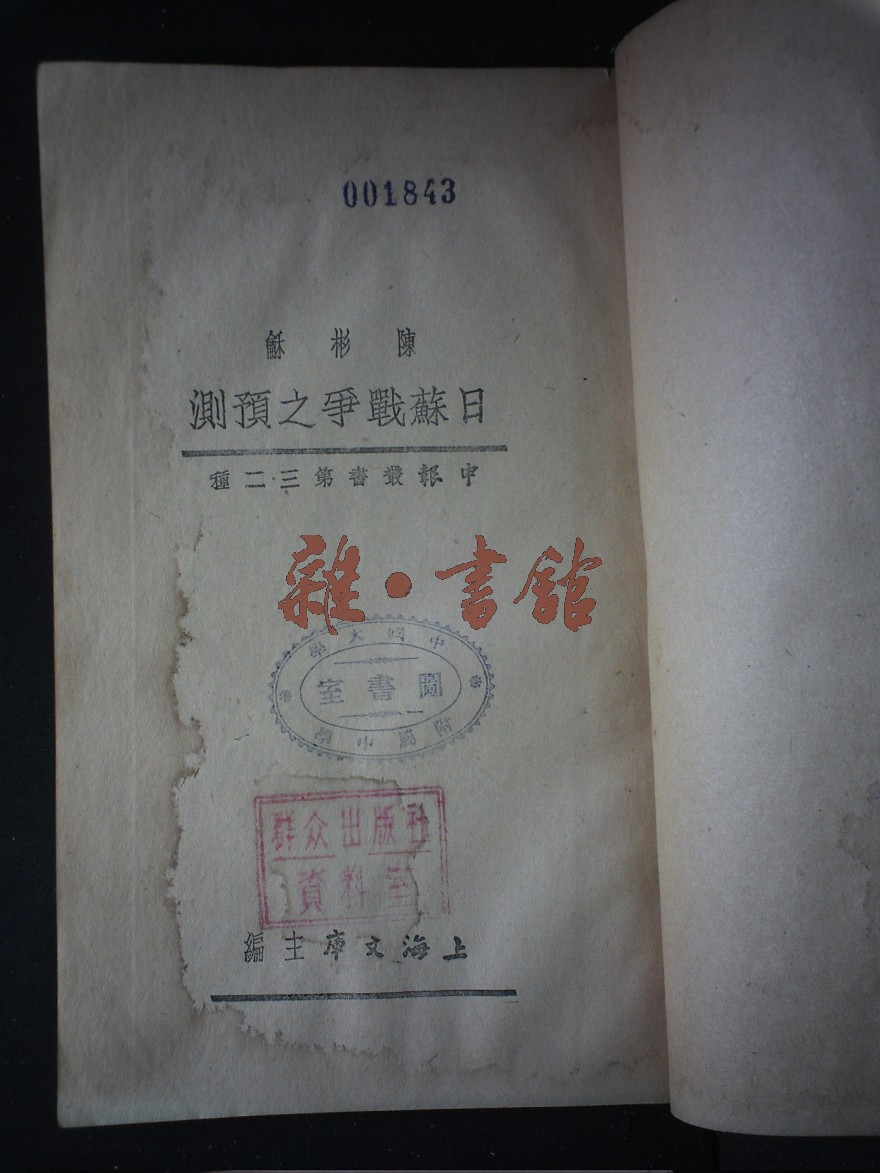 001843
陳彬龢
日蘇戰爭之預測
申報叢書第三二種
雜·書館
中國大學
圖書室
附屬中學
群众出版社
資料室
上海文庫主編